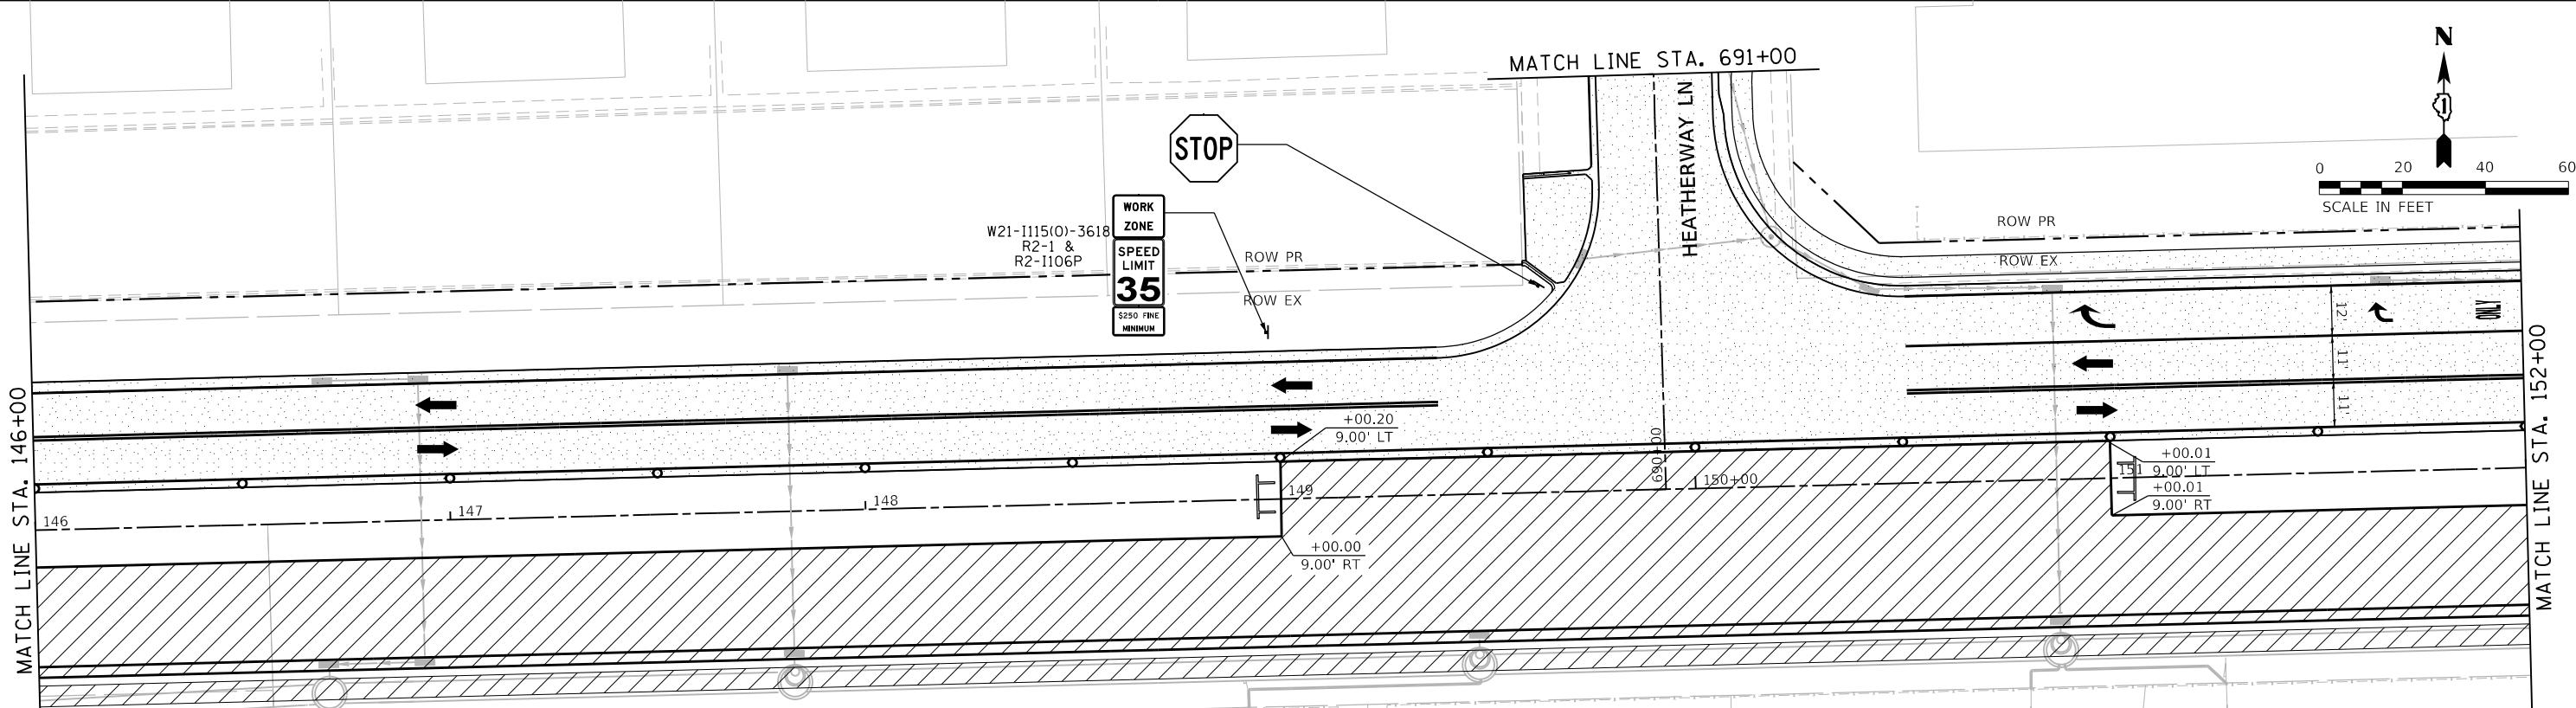 MATCH LINE STA. 691+00
N
1
0 20 40 60
SCALE IN FEET
HEATHERWAY LN
STOP
WORK
ZONE
SPEED
LIMIT
35
$250 FINE
MINIMUM
W21-I115(O)-3618
R2-1 &
R2-I106P
ROW PR
ROW EX
ROW PR
ROW EX
12'
11'
11'
ONLY
MATCH LINE STA. 146+00
MATCH LINE STA. 152+00
+00.20
9.00' LT
+00.00
9.00' RT
+00.01
9.00' LT
+00.01
9.00' RT
690+00
146
147
148
149
150+00
151